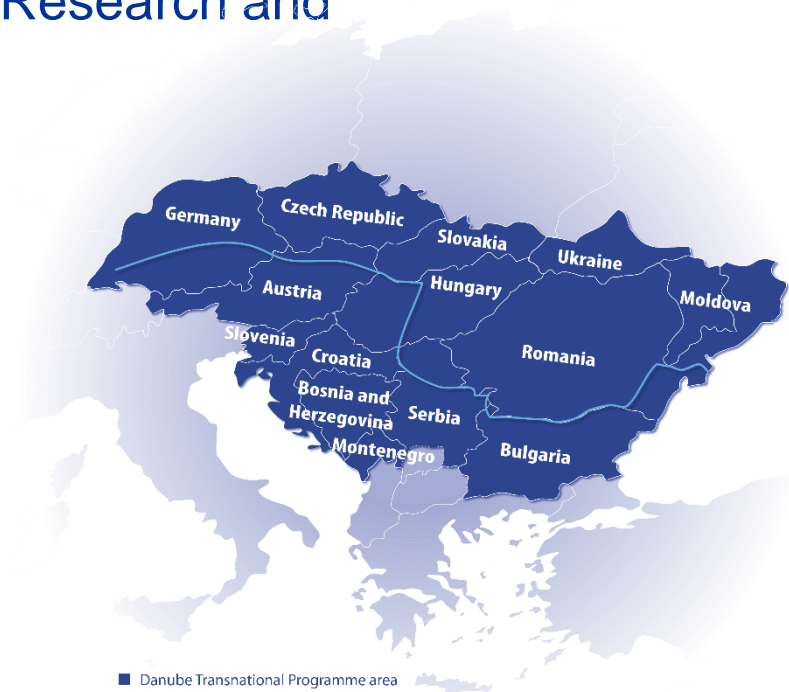 Research and
Germany
Czech Republic
Slovakia
Ukraine
Austria
Hungary
Moldova
Slovenia
Croatia
Romania
Bosnia and
Herzegovina
Serbia
Montenegro
Bulgaria
Danube Transnational Programme area